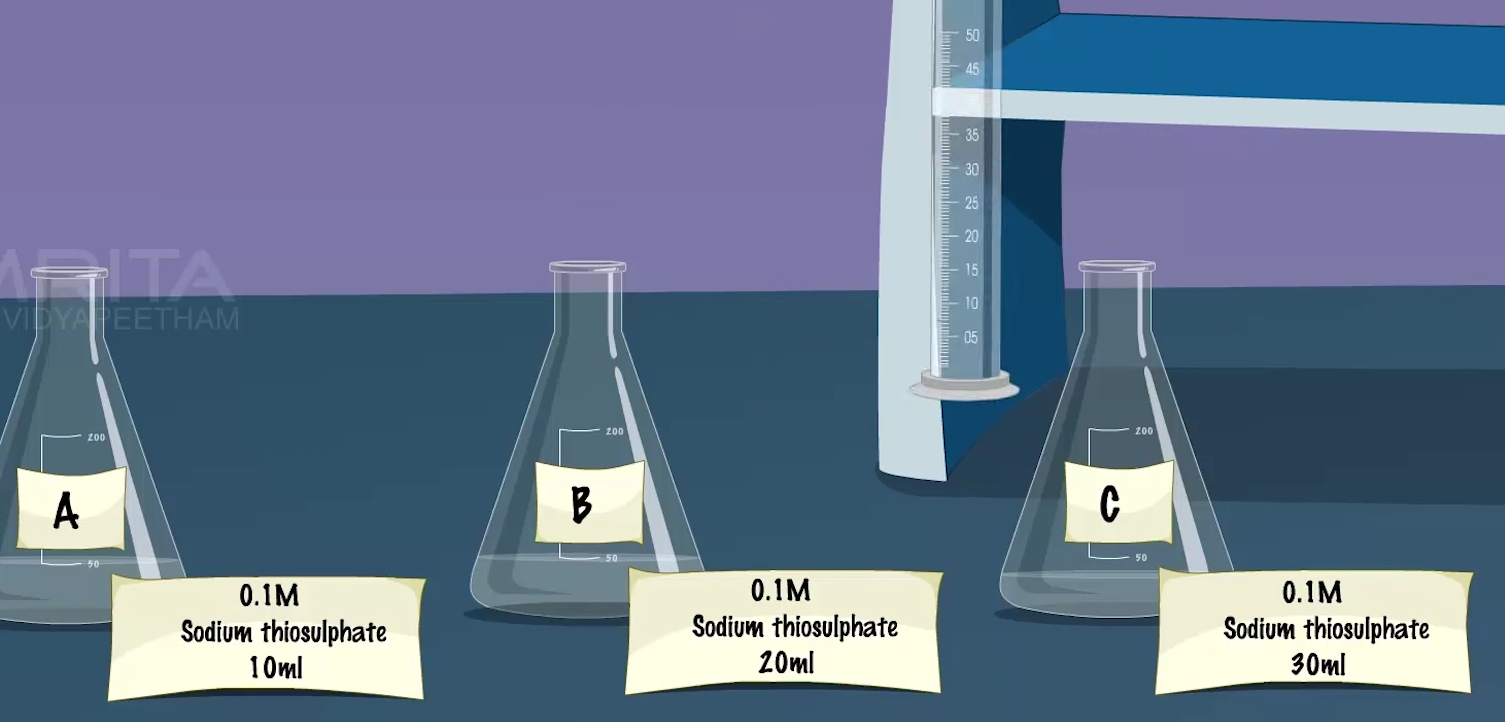 50
45
35
30
25
20
15
10
05
MRITA
VIDYAPEETHAM
200
A
50
200
B
50
200
C
50
0.1M
Sodium thiosulphate
10ml
0.1M
Sodium thiosulphate
20ml
0.1M
Sodium thiosulphate
30ml